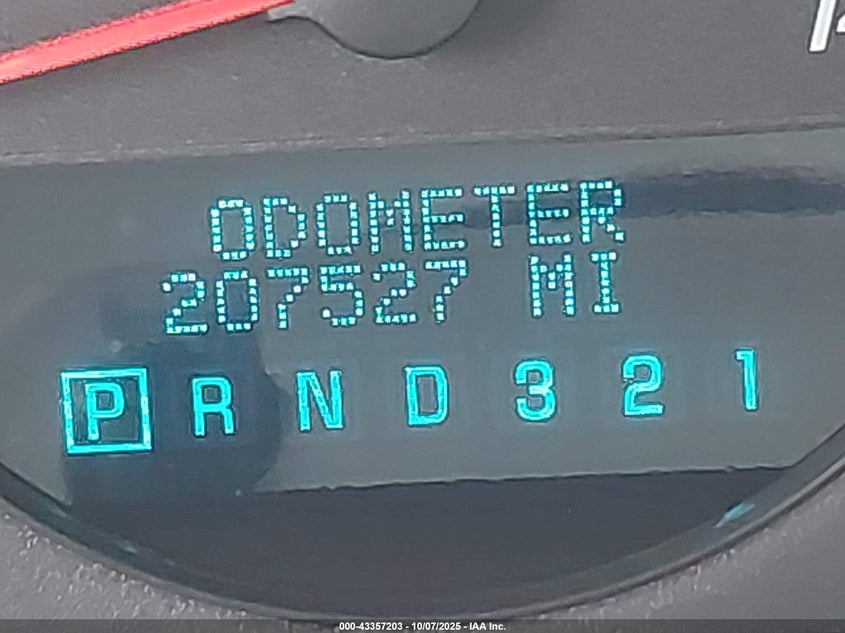 ODOMETER
207527 MI
P R N D 3 2 1
000-43357203 - 10/07/2025 - IAA Inc.